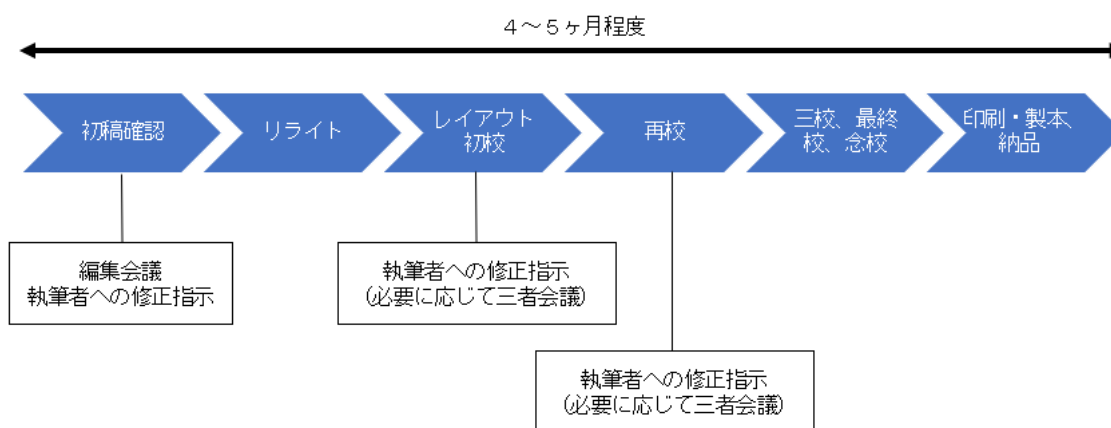 4～5ヶ月程度
初稿確認
リライト
レイアウト
初校
再校
三校、最終
校、念校
印刷・製本、
納品
編集会議
執筆者への修正指示
執筆者への修正指示
(必要に応じて三者会議)
執筆者への修正指示
(必要に応じて三者会議)